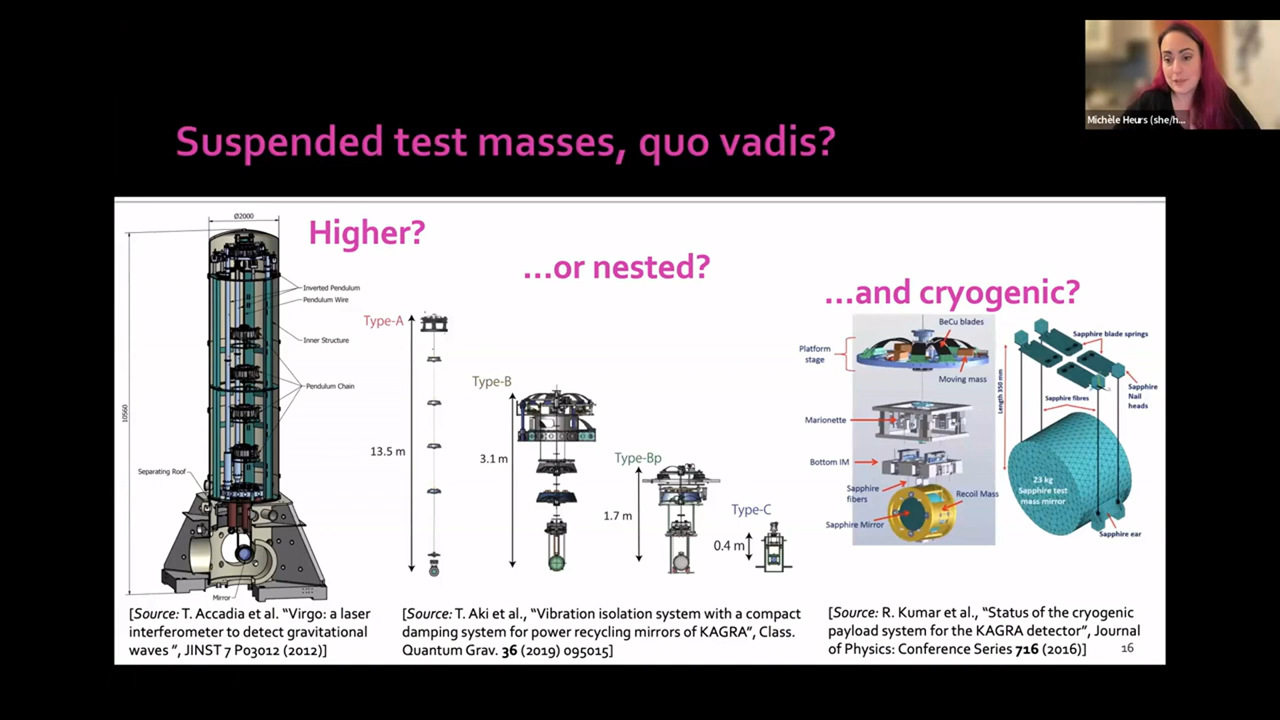 Michèle Heurs (she/h...
Suspended test masses, quo vadis?
Higher?
...or nested?
...and cryogenic?
Ø2000
10560
Inverted Pendulum
Pendulum Wire
Inner Structure
Pendulum Chain
Separating Roof
Mirror
Type-A
13.5 m
Type-B
3.1 m
Type-Bp
1.7 m
Type-C
0.4 m
BeCu blades
Platform
stage
Moving mass
Marionette
Bottom IM
Sapphire
fibers
Recoil Mass
Sapphire Mirror
Sapphire blade springs
Length 350 mm
Sapphire fibres
Sapphire
Nail
heads
23 kg
Sapphire test
mass mirror
Sapphire ear
[Source: T. Accadia et al. “Virgo: a laser
interferometer to detect gravitational
waves ”, JINST 7 P03012 (2012)]
[Source: T. Aki et al., “Vibration isolation system with a compact
damping system for power recycling mirrors of KAGRA”, Class.
Quantum Grav. 36 (2019) 095015]
[Source: R. Kumar et al., “Status of the cryogenic
payload system for the KAGRA detector”, Journal
of Physics: Conference Series 716 (2016)]
16